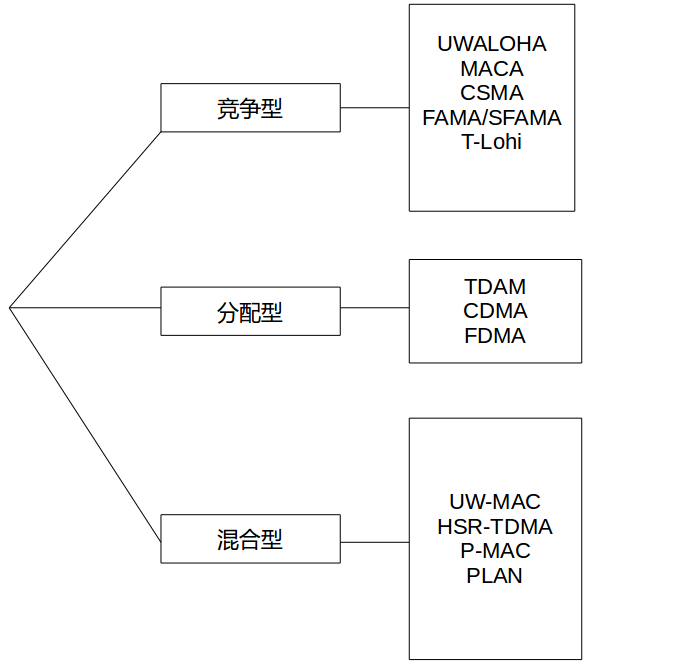 竞争型
UWALOHA
MACA
CSMA
FAMA/SFAMA
T-Lohi
分配型
TDAM
CDMA
FDMA
混合型
UW-MAC
HSR-TDMA
P-MAC
PLAN